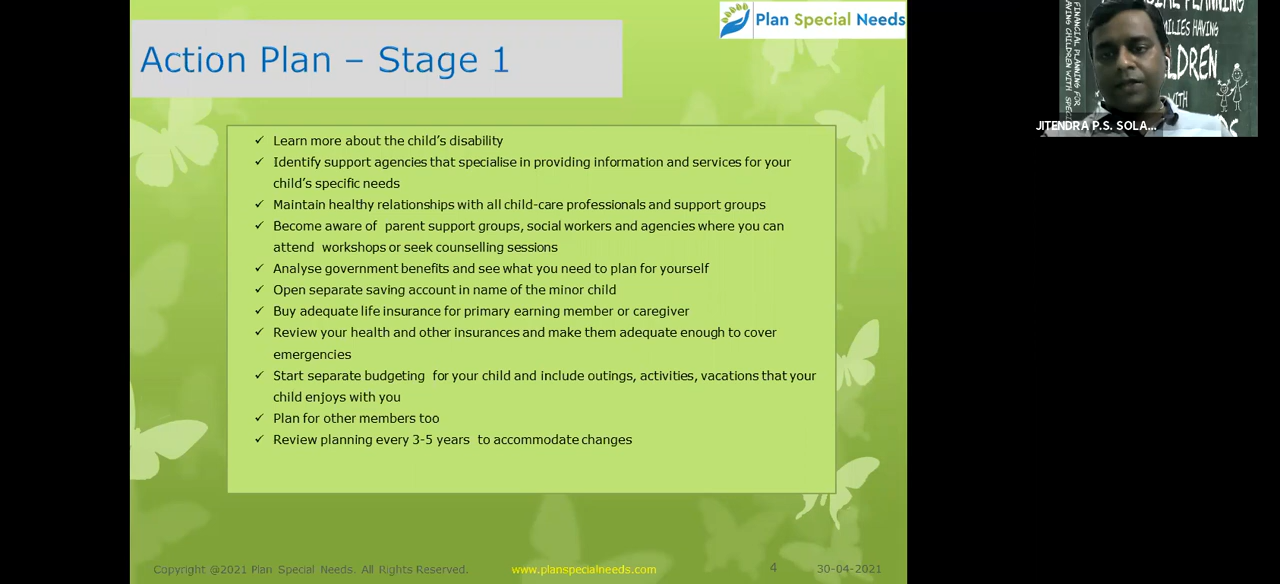 Plan Special Needs
Action Plan – Stage 1
✓ Learn more about the child's disability
✓ Identify support agencies that specialise in providing information and services for your
child's specific needs
✓ Maintain healthy relationships with all child-care professionals and support groups
✓ Become aware of parent support groups, social workers and agencies where you can
attend workshops or seek counselling sessions
✓ Analyse government benefits and see what you need to plan for yourself
✓ Open separate saving account in name of the minor child
✓ Buy adequate life insurance for primary earning member or caregiver
✓ Review your health and other insurances and make them adequate enough to cover
emergencies
✓ Start separate budgeting for your child and include outings, activities, vacations that your
child enjoys with you
✓ Plan for other members too
✓ Review planning every 3-5 years to accommodate changes
Copyright @2021 Plan Special Needs. All Rights Reserved. www.planspecialneeds.com 4 30-04-2021
PLANNING
FINANCIAL PLANNING FOR
CHILDREN WITH
WITH
JITENDRA P.S. SOLA...